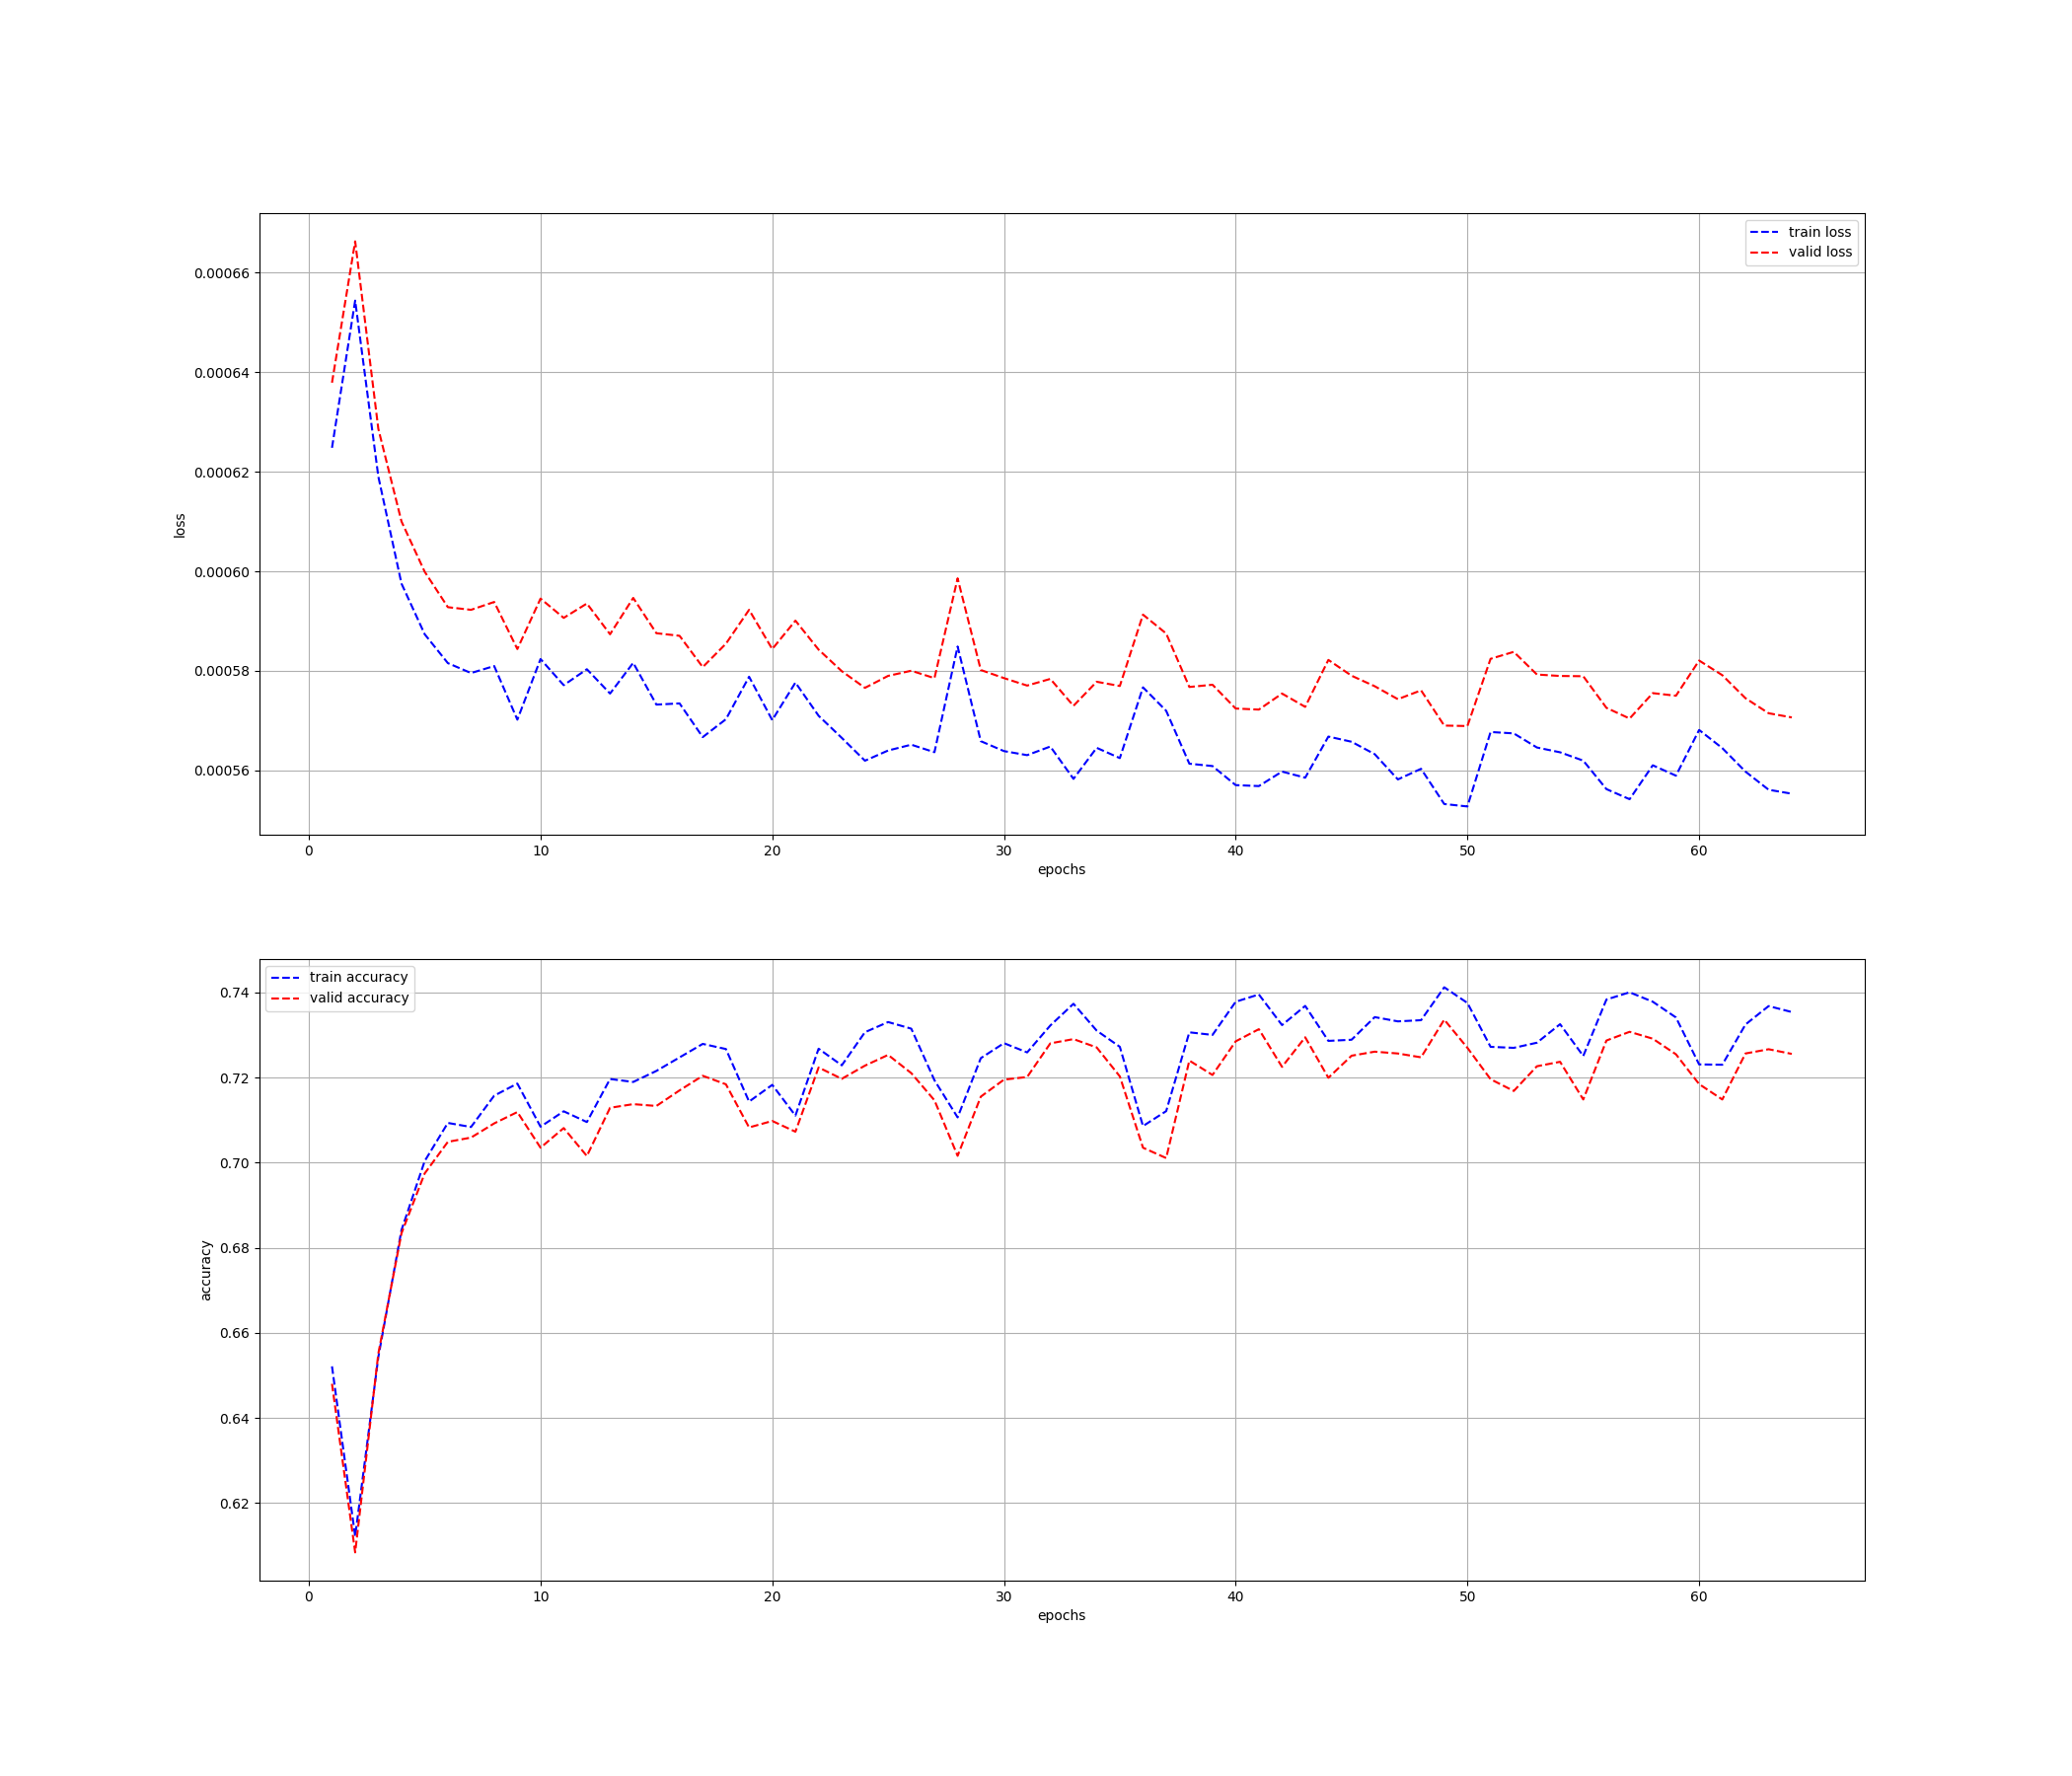 train loss
valid loss
0.00066
0.00064
0.00062
0.00060
0.00058
0.00056
loss
0 10 20 30 40 50 60
epochs
train accuracy
valid accuracy
0.74
0.72
0.70
0.68
0.66
0.64
0.62
accuracy
0 10 20 30 40 50 60
epochs